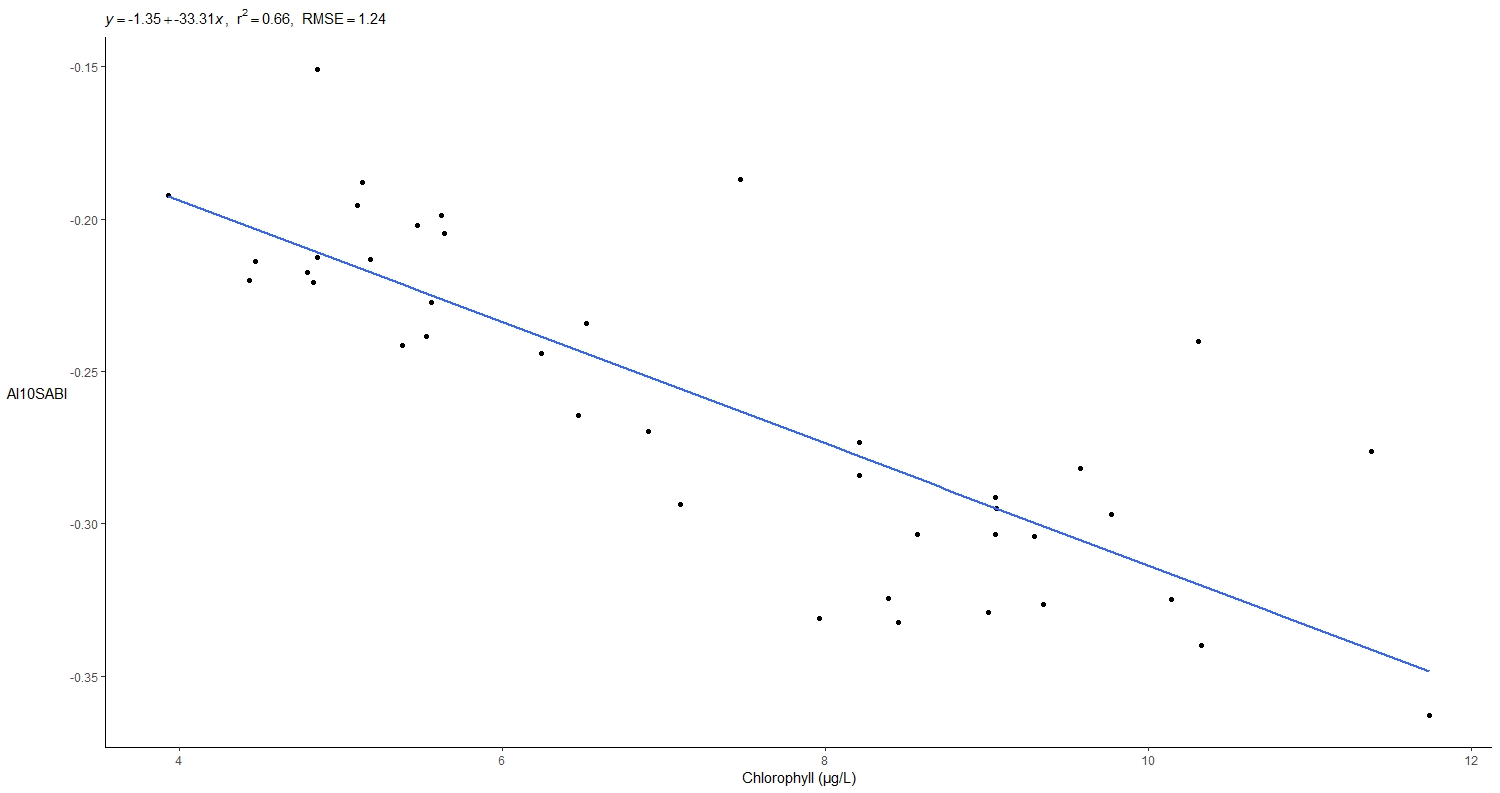 y = -1.35 + -33.31x, r² = 0.66, RMSE = 1.24
-0.15
-0.20
-0.25
Al10SABI
-0.30
-0.35
4 6 8 10 12
Chlorophyll (µg/L)